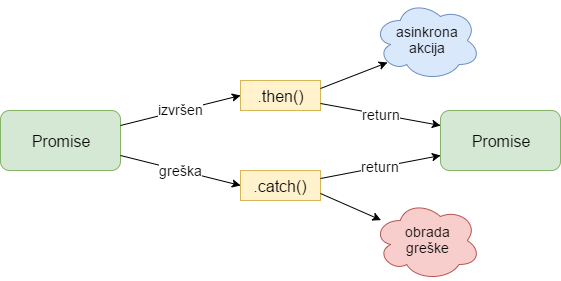 asinkrona
akcija
izvršen
.then()
return
Promise
Promise
greška
return
.catch()
obrada
greške